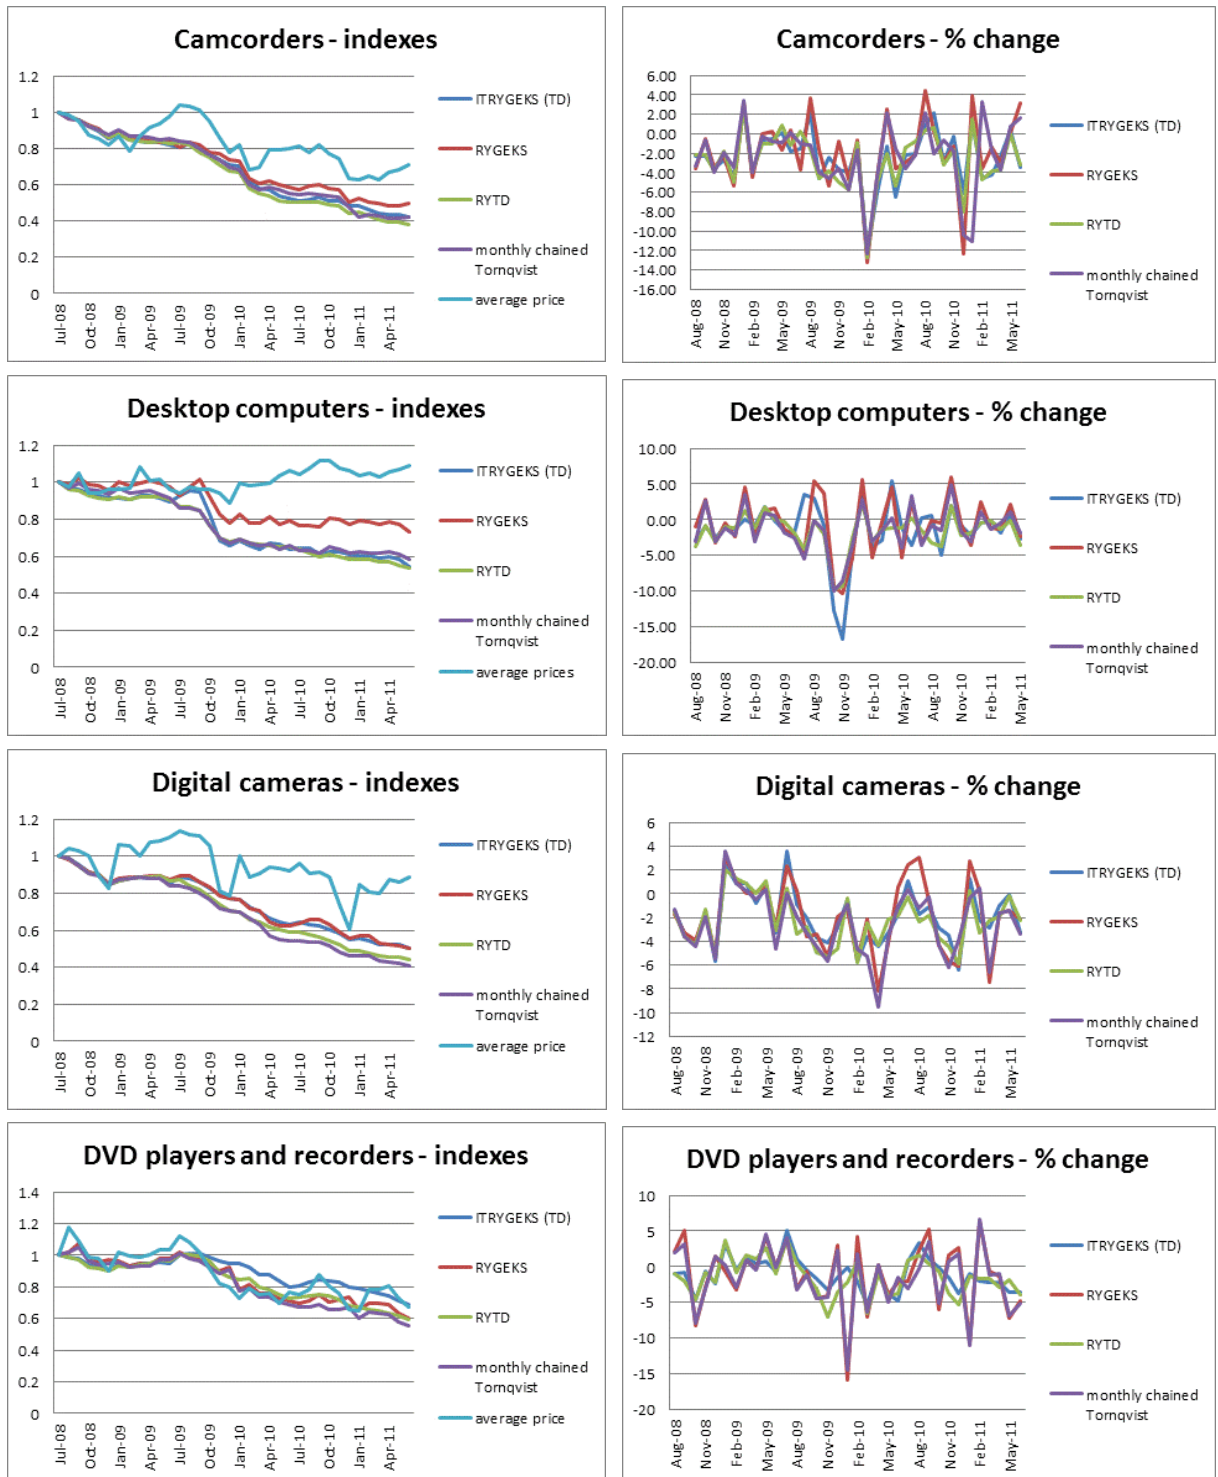 Camcorders - indexes
1.2
1
0.8
0.6
0.4
0.2
0
Jul-08
Oct-08
Jan-09
Apr-09
Jul-09
Oct-09
Jan-10
Apr-10
Jul-10
Oct-10
Jan-11
Apr-11
ITRYGEKS (TD)
RYGEKS
RYTD
monthly chained
Tornqvist
average price
Camcorders - % change
6.00
4.00
2.00
0.00
-2.00
-4.00
-6.00
-8.00
-10.00
-12.00
-14.00
-16.00
Aug-08
Nov-08
Feb-09
May-09
Aug-09
Nov-09
Feb-10
May-10
Aug-10
Nov-10
Feb-11
May-11
ITRYGEKS (TD)
RYGEKS
RYTD
monthly chained
Tornqvist
Desktop computers - indexes
1.2
1
0.8
0.6
0.4
0.2
0
Jul-08
Oct-08
Jan-09
Apr-09
Jul-09
Oct-09
Jan-10
Apr-10
Jul-10
Oct-10
Jan-11
Apr-11
ITRYGEKS (TD)
RYGEKS
RYTD
monthly chained
Tornqvist
average prices
Desktop computers - % change
10.00
5.00
0.00
-5.00
-10.00
-15.00
-20.00
Aug-08
Nov-08
Feb-09
May-09
Aug-09
Nov-09
Feb-10
May-10
Aug-10
Nov-10
Feb-11
May-11
ITRYGEKS (TD)
RYGEKS
RYTD
monthly chained
Tornqvist
Digital cameras - indexes
1.2
1
0.8
0.6
0.4
0.2
0
Jul-08
Oct-08
Jan-09
Apr-09
Jul-09
Oct-09
Jan-10
Apr-10
Jul-10
Oct-10
Jan-11
Apr-11
ITRYGEKS (TD)
RYGEKS
RYTD
monthly chained
Tornqvist
average price
Digital cameras - % change
6
4
2
0
-2
-4
-6
-8
-10
-12
Aug-08
Nov-08
Feb-09
May-09
Aug-09
Nov-09
Feb-10
May-10
Aug-10
Nov-10
Feb-11
May-11
ITRYGEKS (TD)
RYGEKS
RYTD
monthly chained
Tornqvist
DVD players and recorders - indexes
1.4
1.2
1
0.8
0.6
0.4
0.2
0
Jul-08
Oct-08
Jan-09
Apr-09
Jul-09
Oct-09
Jan-10
Apr-10
Jul-10
Oct-10
Jan-11
Apr-11
ITRYGEKS (TD)
RYGEKS
RYTD
monthly chained
Tornqvist
average price
DVD players and recorders - % change
10
5
0
-5
-10
-15
-20
Aug-08
Nov-08
Feb-09
May-09
Aug-09
Nov-09
Feb-10
May-10
Aug-10
Nov-10
Feb-11
May-11
ITRYGEKS (TD)
RYGEKS
RYTD
monthly chained
Tornqvist